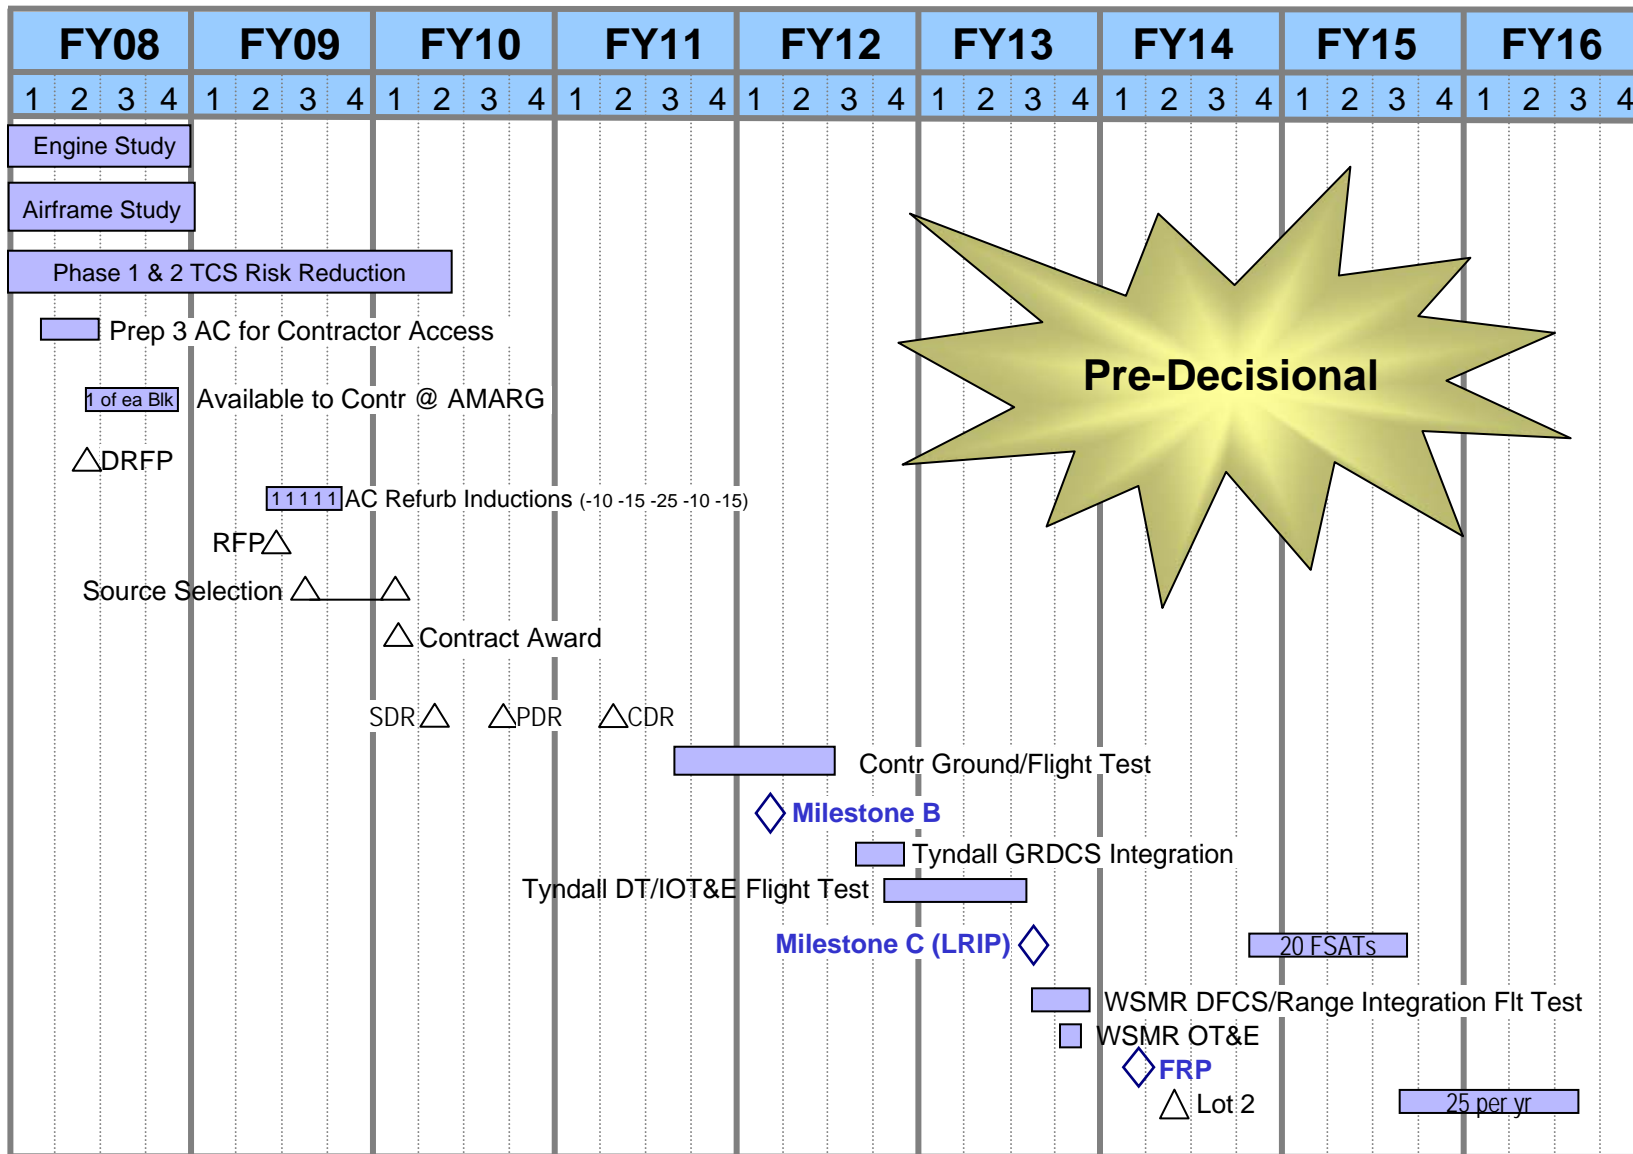 FY08 FY09 FY10 FY11 FY12 FY13 FY14 FY15 FY16
1 2 3 4 1 2 3 4 1 2 3 4 1 2 3 4 1 2 3 4 1 2 3 4 1 2 3 4 1 2 3 4 1 2 3 4
Engine Study
Airframe Study
Phase 1 & 2 TCS Risk Reduction
Prep 3 AC for Contractor Access
Pre-Decisional
1 of ea Blk Available to Contr @ AMARG
DRFP
1 1 1 1 1 AC Refurb Inductions (-10 -15 -25 -10 -15)
RFP
Source Selection
Contract Award
SDR PDR CDR
Contr Ground/Flight Test
Milestone B
Tyndall GRDCS Integration
Tyndall DT/IOT&E Flight Test
Milestone C (LRIP) 20 FSATs
WSMR DFCS/Range Integration Flt Test
WSMR OT&E
FRP
Lot 2 25 per yr